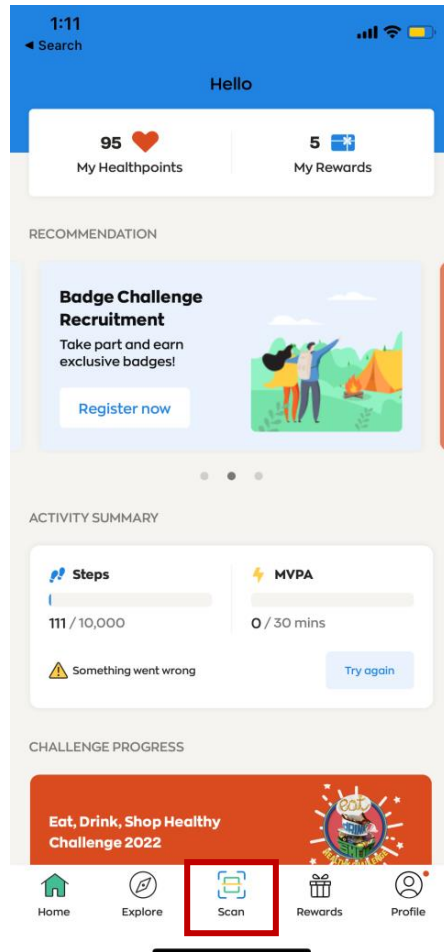 1:11
◀ Search
Hello
95
5
My Healthpoints
My Rewards
RECOMMENDATION
Badge Challenge
Recruitment
Take part and earn
exclusive badges!
Register now
ACTIVITY SUMMARY
Steps
MVPA
111 / 10,000
0 / 30 mins
Something went wrong
Try again
CHALLENGE PROGRESS
Eat, Drink, Shop Healthy
Challenge 2022
eat
Home
Explore
Scan
Rewards
Profile